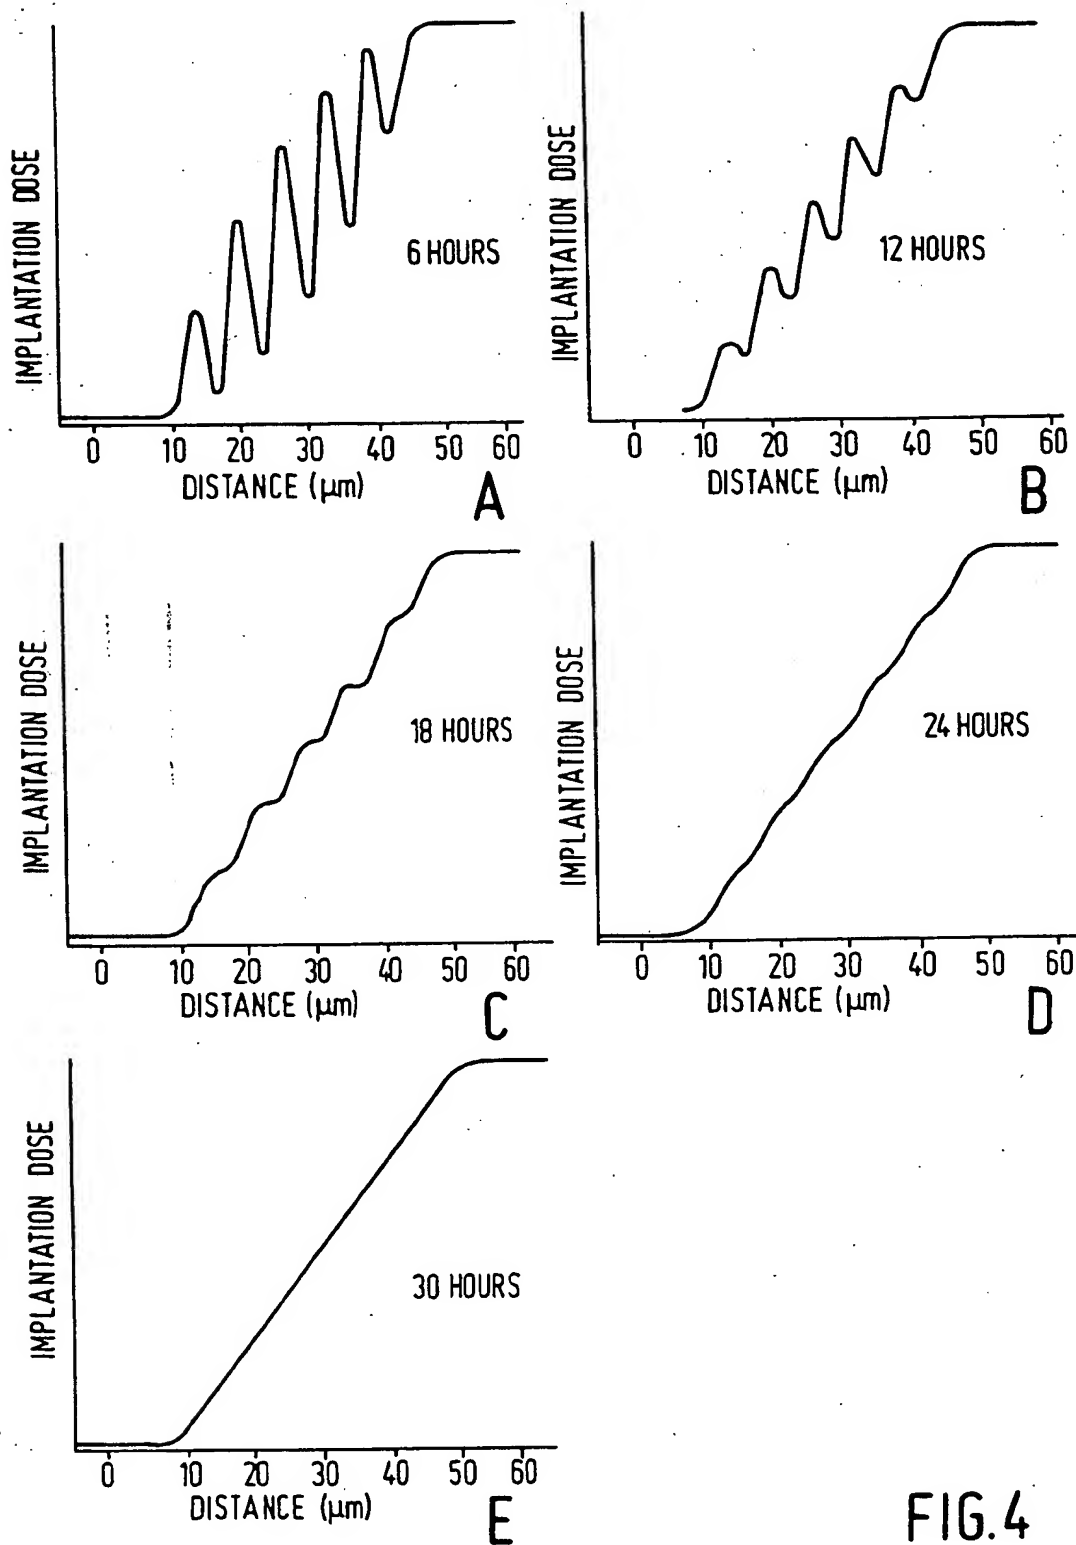 IMPLANTATION DOSE
6 HOURS
0 10 20 30 40 50 60
DISTANCE (μm)
A
IMPLANTATION DOSE
12 HOURS
0 10 20 30 40 50 60
DISTANCE (μm)
B
IMPLANTATION DOSE
18 HOURS
0 10 20 30 40 50 60
DISTANCE (μm)
C
IMPLANTATION DOSE
24 HOURS
0 10 20 30 40 50 60
DISTANCE (μm)
D
IMPLANTATION DOSE
30 HOURS
0 10 20 30 40 50 60
DISTANCE (μm)
E
FIG.4